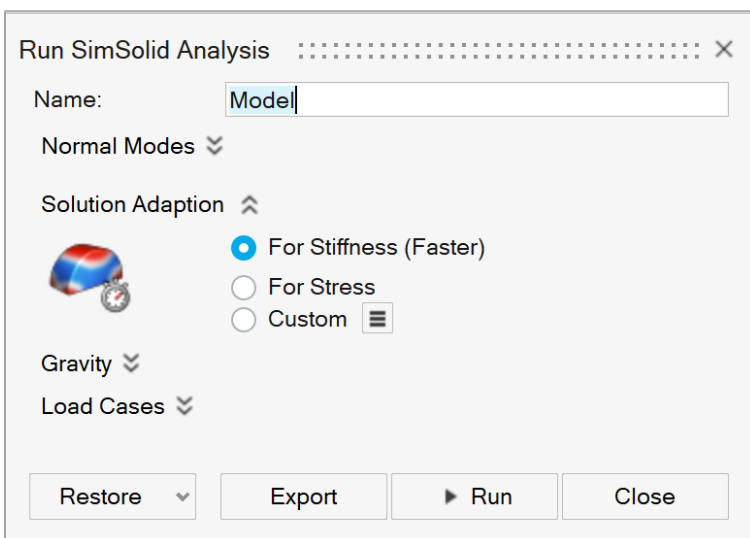 Run SimSolid Analysis
Name: Model
Normal Modes
Solution Adaption
For Stiffness (Faster)
For Stress
Custom
Gravity
Load Cases
Restore Export Run Close